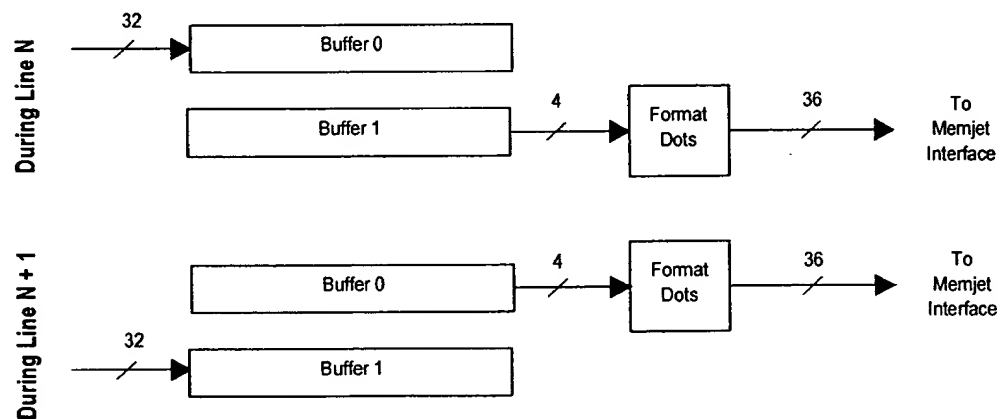 During Line N
32
Buffer 0
Buffer 1
4
Format
Dots
36
To
Memjet
Interface
During Line N + 1
Buffer 0
4
Format
Dots
36
To
Memjet
Interface
32
Buffer 1